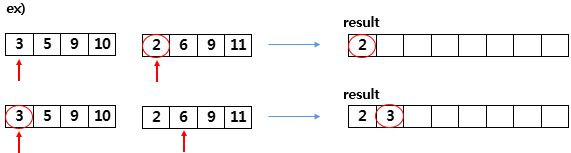 ex)
result
3 5 9 10 2 6 9 11 2
result
3 5 9 10 2 6 9 11 2 3